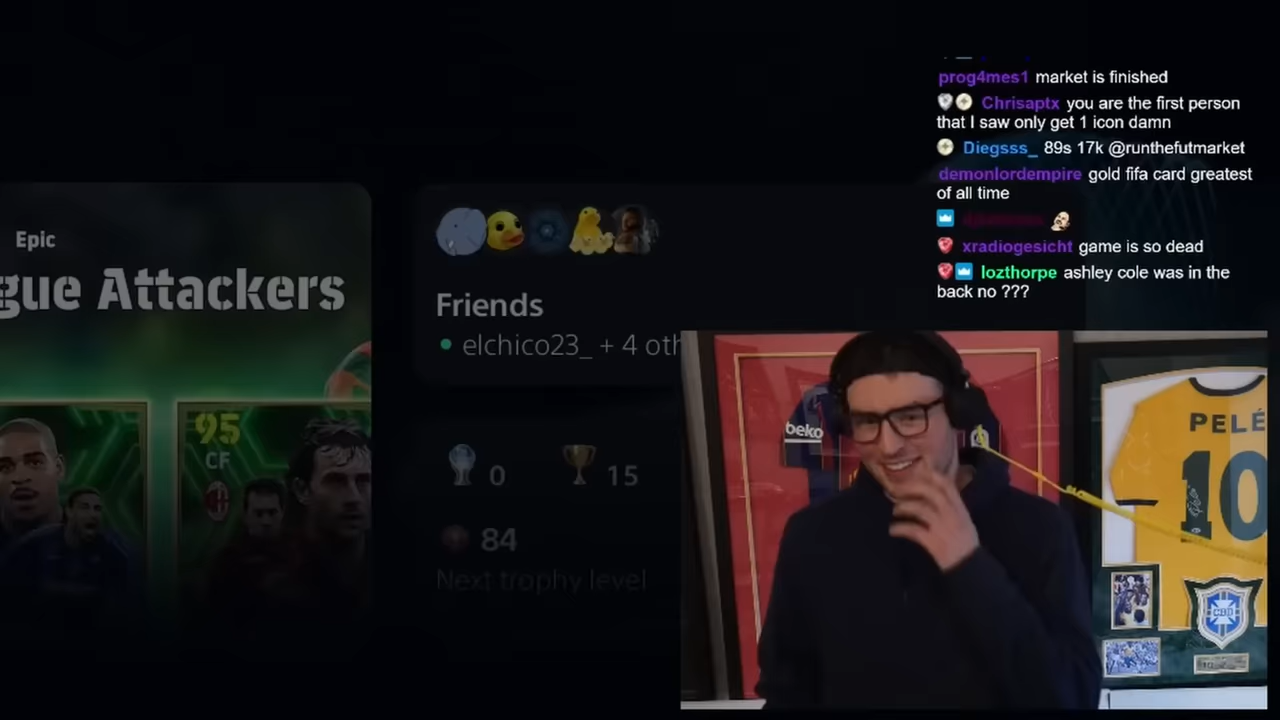 prog4mes1 market is finished
Chrisaptx you are the first person
that I saw only get 1 icon damn
Diegsss_ 89s 17k @runthefutmarket
demonlordempire gold fifa card greatest
of all time
xradiogesicht game is so dead
lozthorpe ashley cole was in the
back no ???
Epic
gue Attackers
95
CF
Friends
elchico23_ + 4 oth
0
15
84
Next trophy level
beko
PELÉ
10